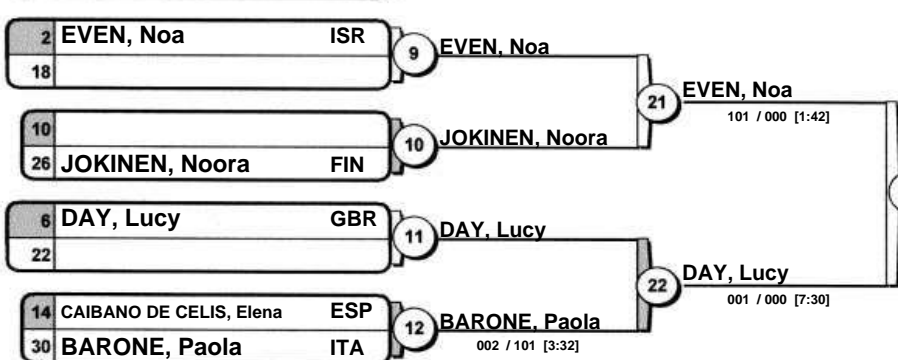 2 EVEN, Noa ISR
18
9 EVEN, Noa
10
26 JOKINEN, Noora FIN
10 JOKINEN, Noora
21 EVEN, Noa
101 / 000 [1:42]
6 DAY, Lucy GBR
22
11 DAY, Lucy
14 CAIBANO DE CELIS, Elena ESP
30 BARONE, Paola ITA
12 BARONE, Paola
002 / 101 [3:32]
22 DAY, Lucy
001 / 000 [7:30]